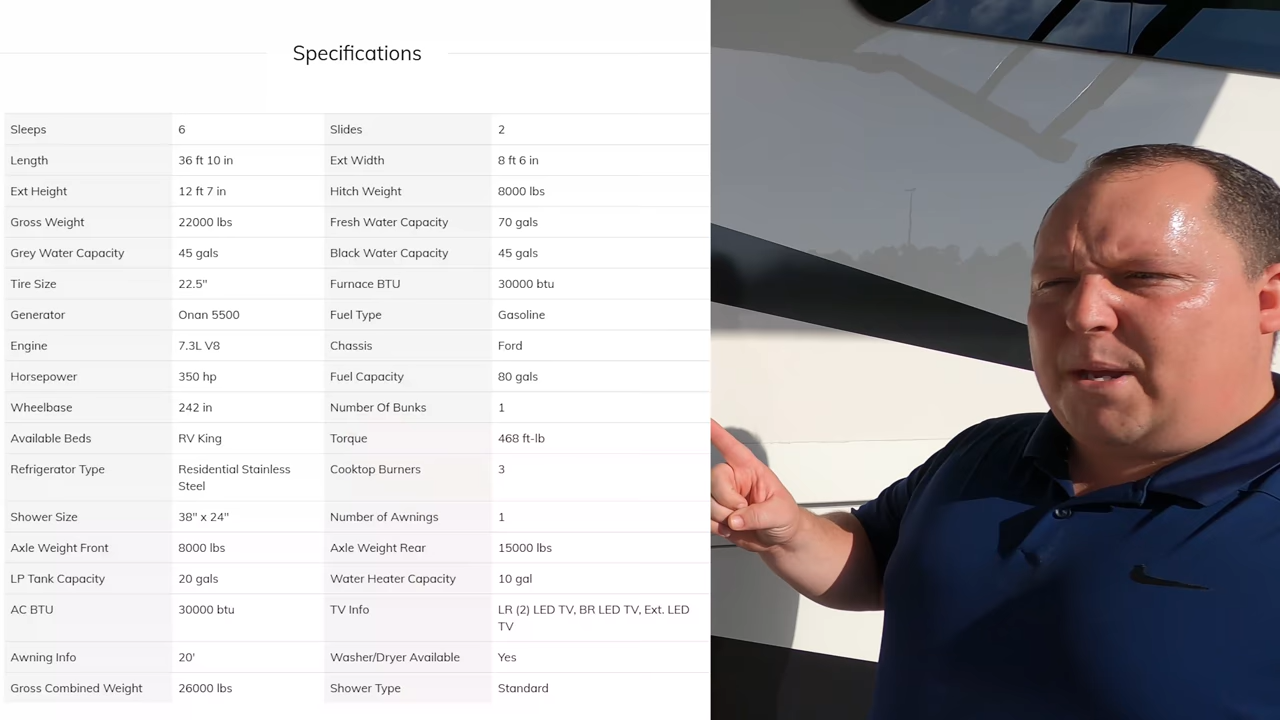 Specifications
Sleeps 6 Slides 2
Length 36 ft 10 in Ext Width 8 ft 6 in
Ext Height 12 ft 7 in Hitch Weight 8000 lbs
Gross Weight 22000 lbs Fresh Water Capacity 70 gals
Grey Water Capacity 45 gals Black Water Capacity 45 gals
Tire Size 22.5" Furnace BTU 30000 btu
Generator Onan 5500 Fuel Type Gasoline
Engine 7.3L V8 Chassis Ford
Horsepower 350 hp Fuel Capacity 80 gals
Wheelbase 242 in Number Of Bunks 1
Available Beds RV King Torque 468 ft-lb
Refrigerator Type Residential Stainless Cooktop Burners 3
Steel
Shower Size 38" x 24" Number of Awnings 1
Axle Weight Front 8000 lbs Axle Weight Rear 15000 lbs
LP Tank Capacity 20 gals Water Heater Capacity 10 gal
AC BTU 30000 btu TV Info LR (2) LED TV, BR LED TV, Ext. LED
TV
Awning Info 20' Washer/Dryer Available Yes
Gross Combined Weight 26000 lbs Shower Type Standard